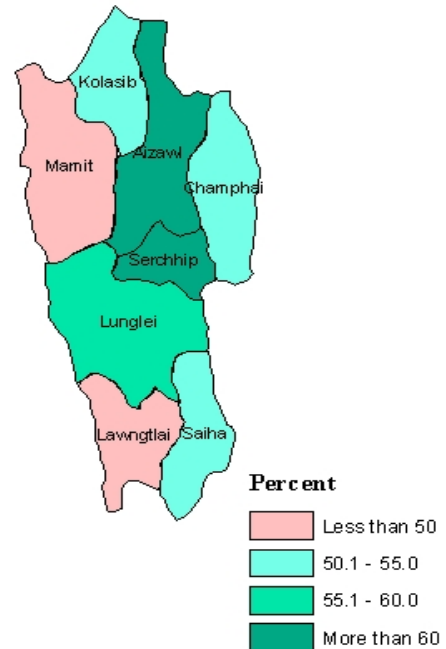 Kolasib
Aizawl
Mamit
Champhai
Serchhip
Lunglei
Lawngtlai
Saiha
Percent
Less than 50
50.1 - 55.0
55.1 - 60.0
More than 60